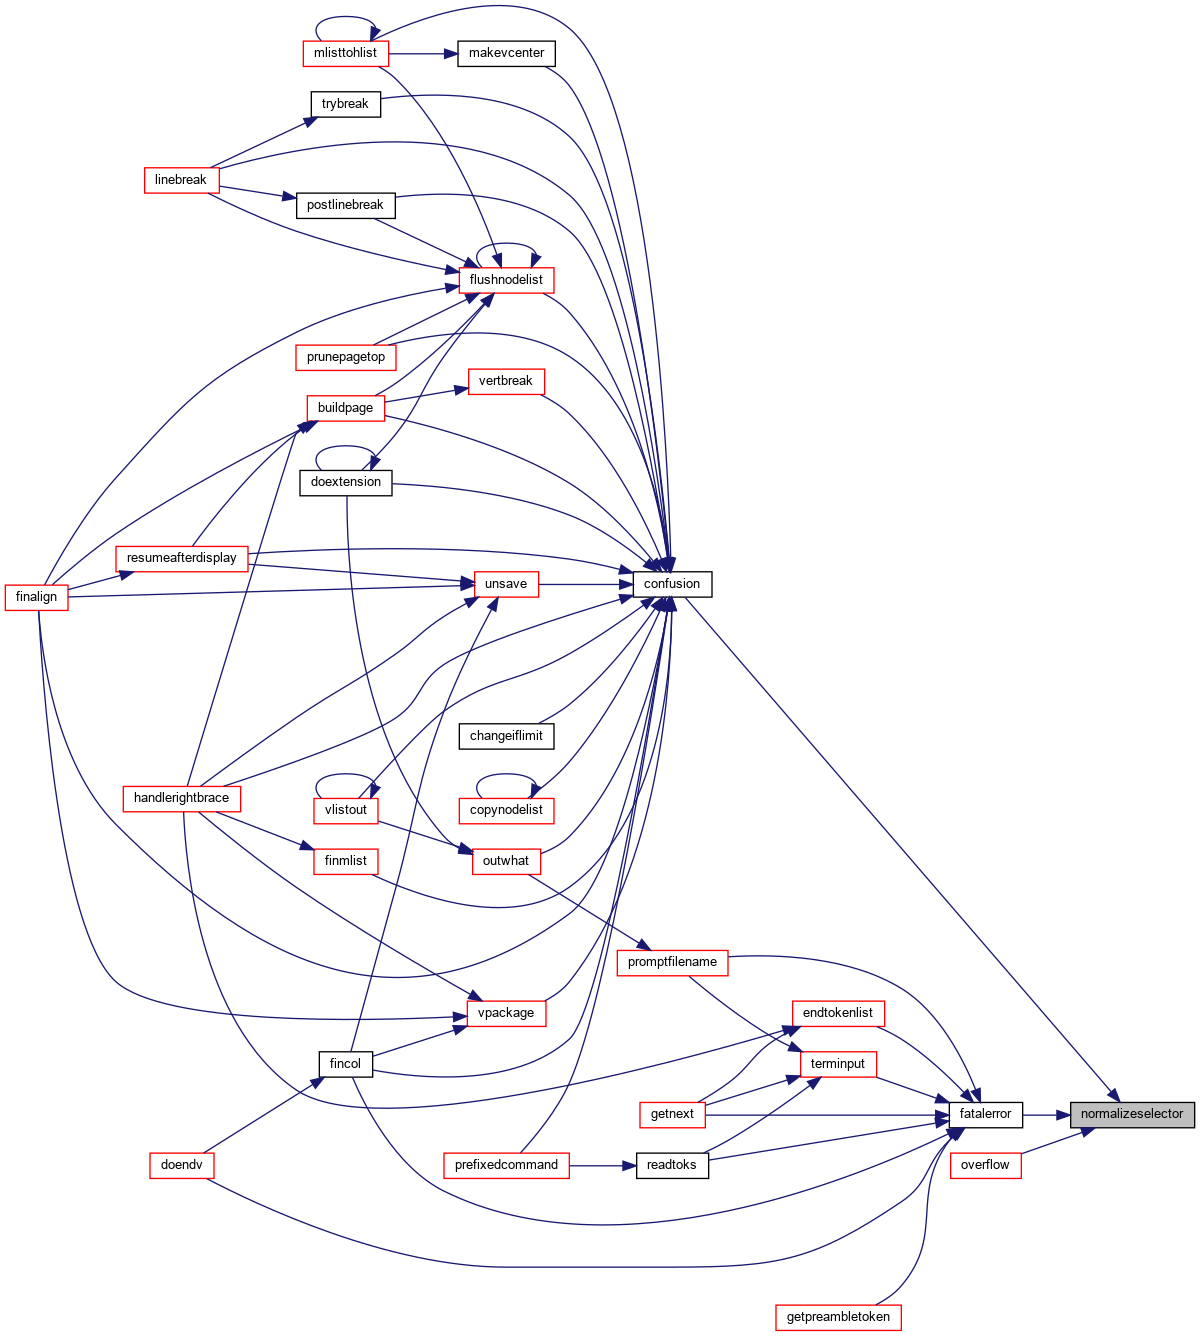 mlisttohlist
makevcenter
trybreak
linebreak
postlinebreak
flushnodelist
prunepagetop
vertbreak
buildpage
doextension
resumeafterdisplay
unsave
confusion
finalign
changeiflimit
handlerightbrace
vlistout
copynodelist
finmlist
outwhat
promptfilename
vpackage
endtokenlist
fincol
terminput
getnext
fatalerror
normalizeselector
doendv
prefixedcommand
readtoks
overflow
getpreambletoken